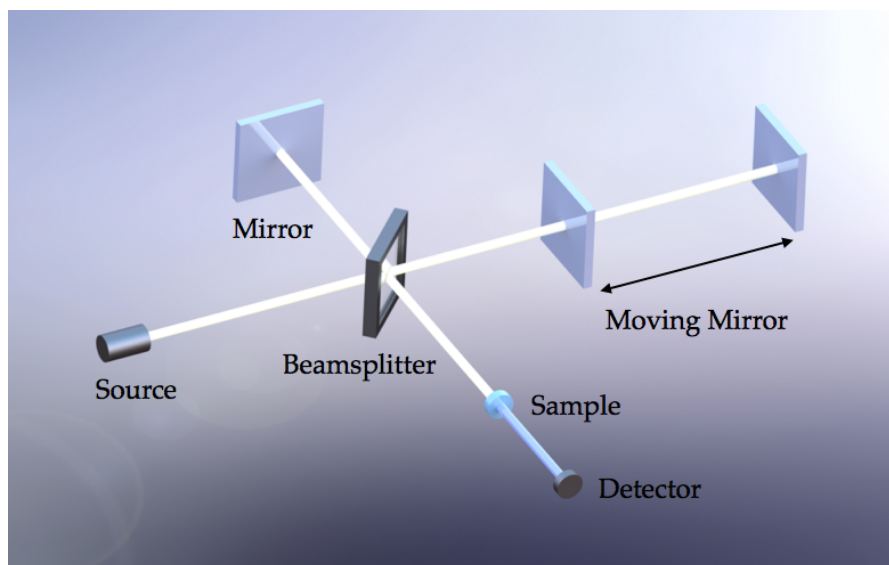 Mirror
Moving Mirror
Beamsplitter
Source
Sample
Detector